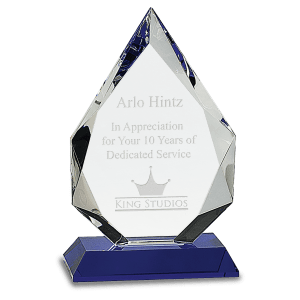 Arlo Hintz
In Appreciation
for Your 10 Years of
Dedicated Service
KING STUDIOS